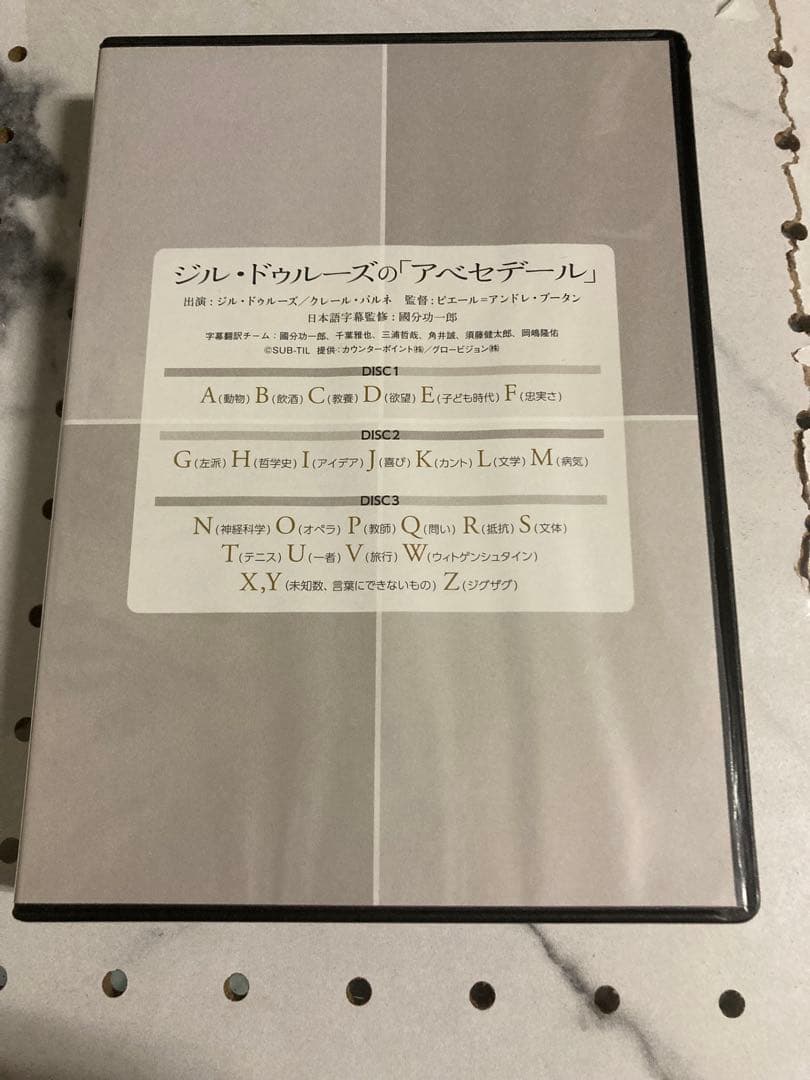 ジル・ドゥルーズの「アベセデール」
出演：ジル・ドゥルーズ／クレール・パルネ　監督：ピエール＝アンドレ・ブータン
日本語字幕監修：國分功一郎
字幕翻訳チーム：國分功一郎、千葉雅也、三浦哲哉、角井誠、須藤健太郎、岡嶋隆佑
©SUB-TIL 提供：カウンターポイント㈱／グロービジョン㈱
DISC1
A(動物) B(飲酒) C(教養) D(欲望) E(子ども時代) F(忠実さ)
DISC2
G(左派) H(哲学史) I(アイデア) J(喜び) K(カント) L(文学) M(病気)
DISC3
N(神経科学) O(オペラ) P(教師) Q(問い) R(抵抗) S(文体)
T(テニス) U(一者) V(旅行) W(ウィトゲンシュタイン)
X,Y(未知数、言葉にできないもの) Z(ジグザグ)